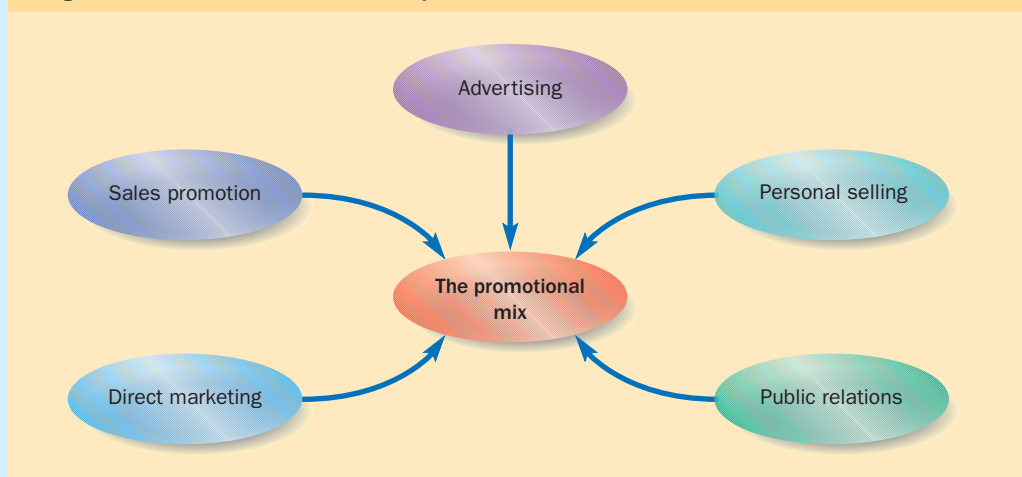 Advertising
Sales promotion
Personal selling
The promotional
mix
Direct marketing
Public relations